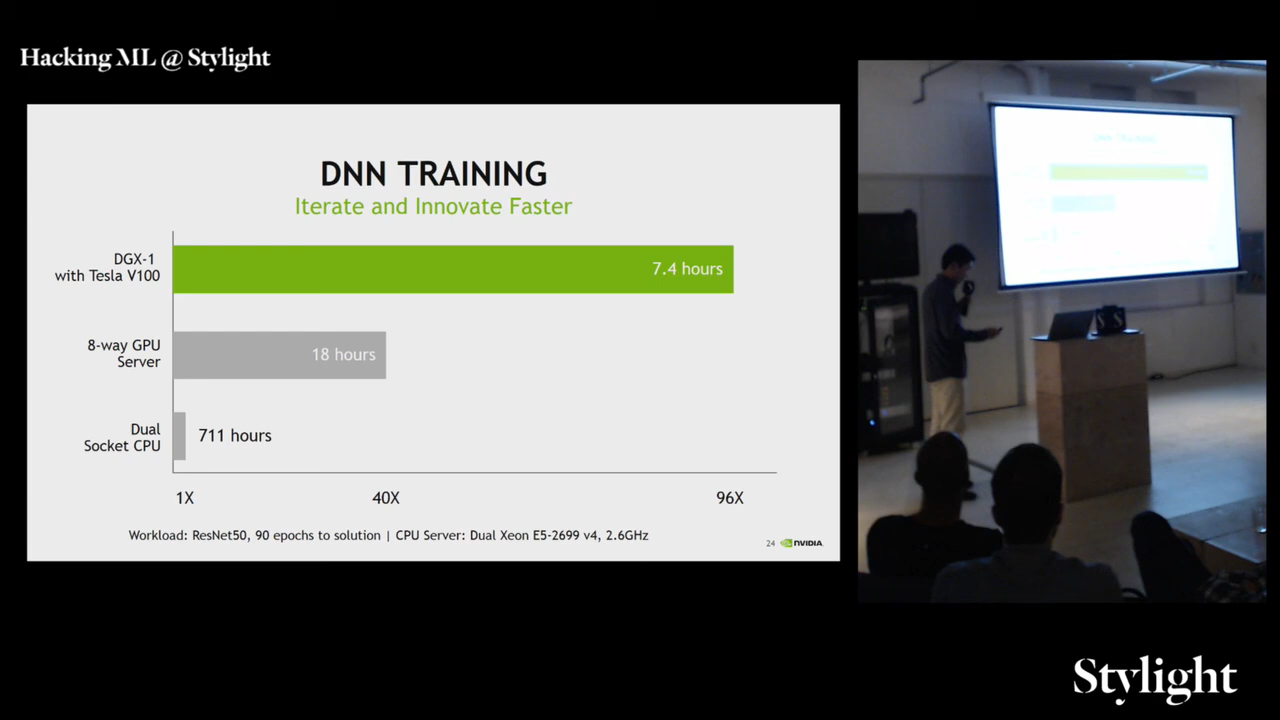 Hacking ML @ Stylight
DNN TRAINING
Iterate and Innovate Faster
DGX-1
with Tesla V100
7.4 hours
8-way GPU
Server
18 hours
Dual
Socket CPU
711 hours
1X
40X
96X
Workload: ResNet50, 90 epochs to solution | CPU Server: Dual Xeon E5-2699 v4, 2.6GHz
24
NVIDIA.
Stylight